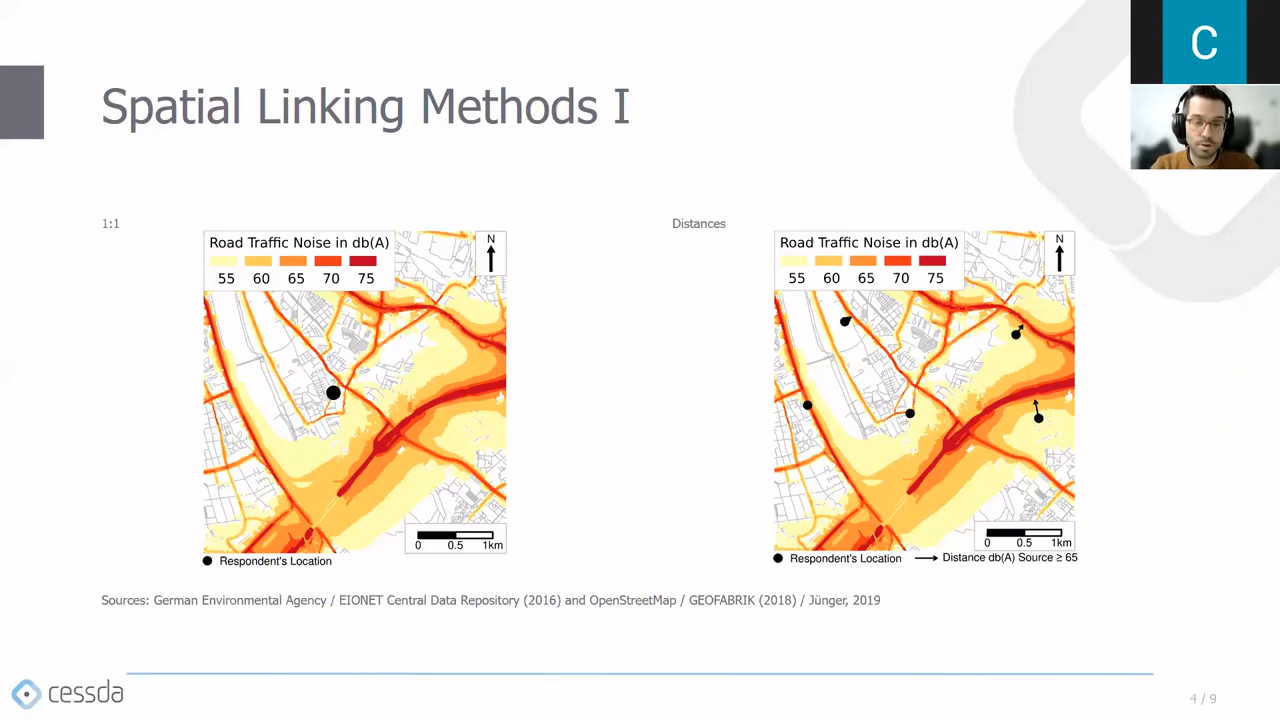 C
Spatial Linking Methods I
1:1
Distances
Road Traffic Noise in db(A)
55 60 65 70 75
N
0 0.5 1km
Respondent's Location
Road Traffic Noise in db(A)
55 60 65 70 75
N
0 0.5 1km
Respondent's Location
Distance db(A) Source ≥ 65
Sources: German Environmental Agency / EIONET Central Data Repository (2016) and OpenStreetMap / GEOFABRIK (2018) / Jünger, 2019
cessda
4 / 9